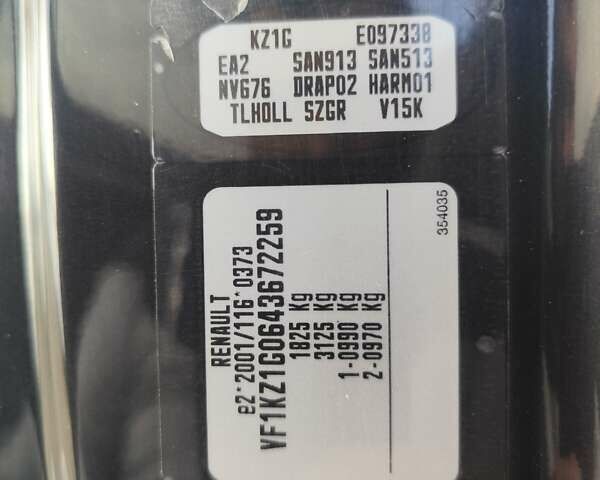 KZ1G E097338
EA2 SAN913 SAN513
NV676 DRAP02 HARM01
TLHOLL SZGR V15K
RENAULT
e2*2001/116*0373
VF1KZ1G0643672259
1825 Kg
3125 Kg
1-0990 Kg
2-0970 Kg
354035